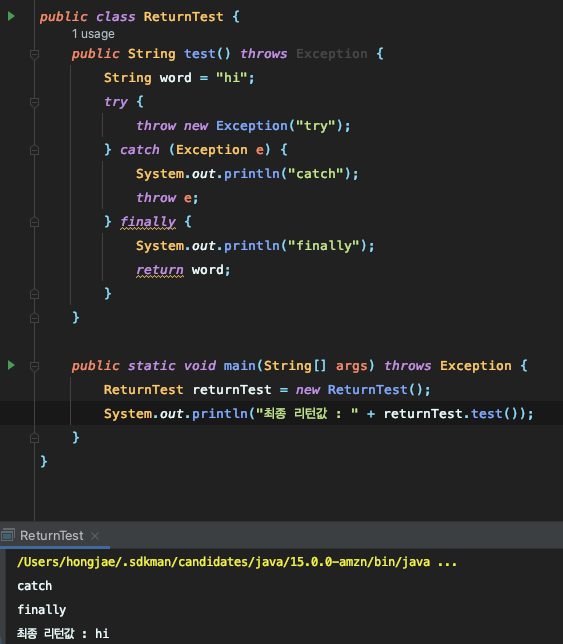 public class ReturnTest {
1 usage
public String test() throws Exception {
String word = "hi";
try {
throw new Exception("try");
} catch (Exception e) {
System.out.println("catch");
throw e;
} finally {
System.out.println("finally");
return word;
}
}
public static void main(String[] args) throws Exception {
ReturnTest returnTest = new ReturnTest();
System.out.println("최종 리턴값 : " + returnTest.test());
}
}
ReturnTest ×
/Users/hongjae/.sdkman/candidates/java/15.0.0-amzn/bin/java ...
catch
finally
최종 리턴값 : hi